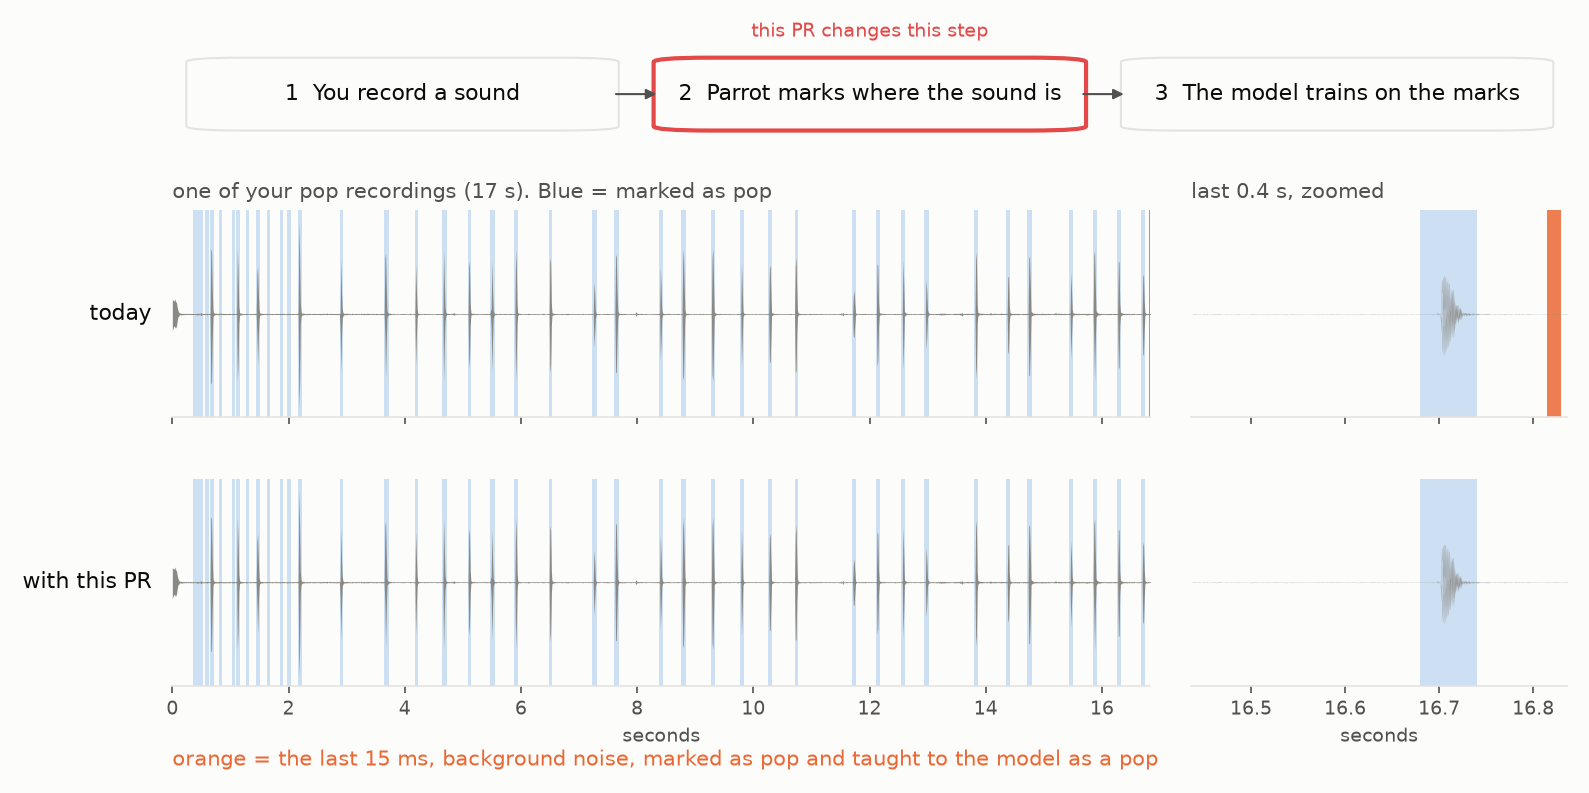 this PR changes this step
1  You record a sound
2  Parrot marks where the sound is
3  The model trains on the marks
one of your pop recordings (17 s). Blue = marked as pop
last 0.4 s, zoomed
today
with this PR
0 2 4 6 8 10 12 14 16
16.5 16.6 16.7 16.8
seconds
seconds
orange = the last 15 ms, background noise, marked as pop and taught to the model as a pop